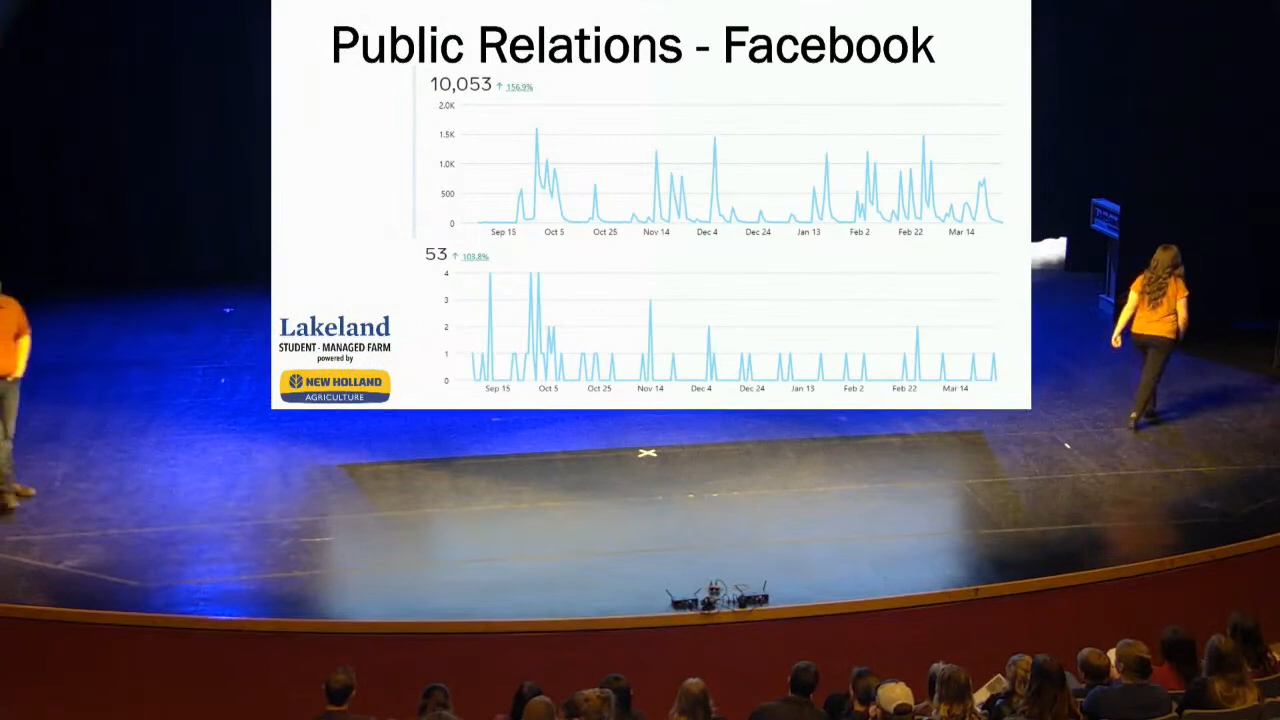 Public Relations - Facebook
10,053 ↑ 156.9%
2.0K
1.5K
1.0K
500
0
Sep 15 Oct 5 Oct 25 Nov 14 Dec 4 Dec 24 Jan 13 Feb 2 Feb 22 Mar 14
53 ↑ 103.8%
4
3
2
1
0
Sep 15 Oct 5 Oct 25 Nov 14 Dec 4 Dec 24 Jan 13 Feb 2 Feb 22 Mar 14
Lakeland
STUDENT-MANAGED FARM
powered by
NEW HOLLAND
AGRICULTURE